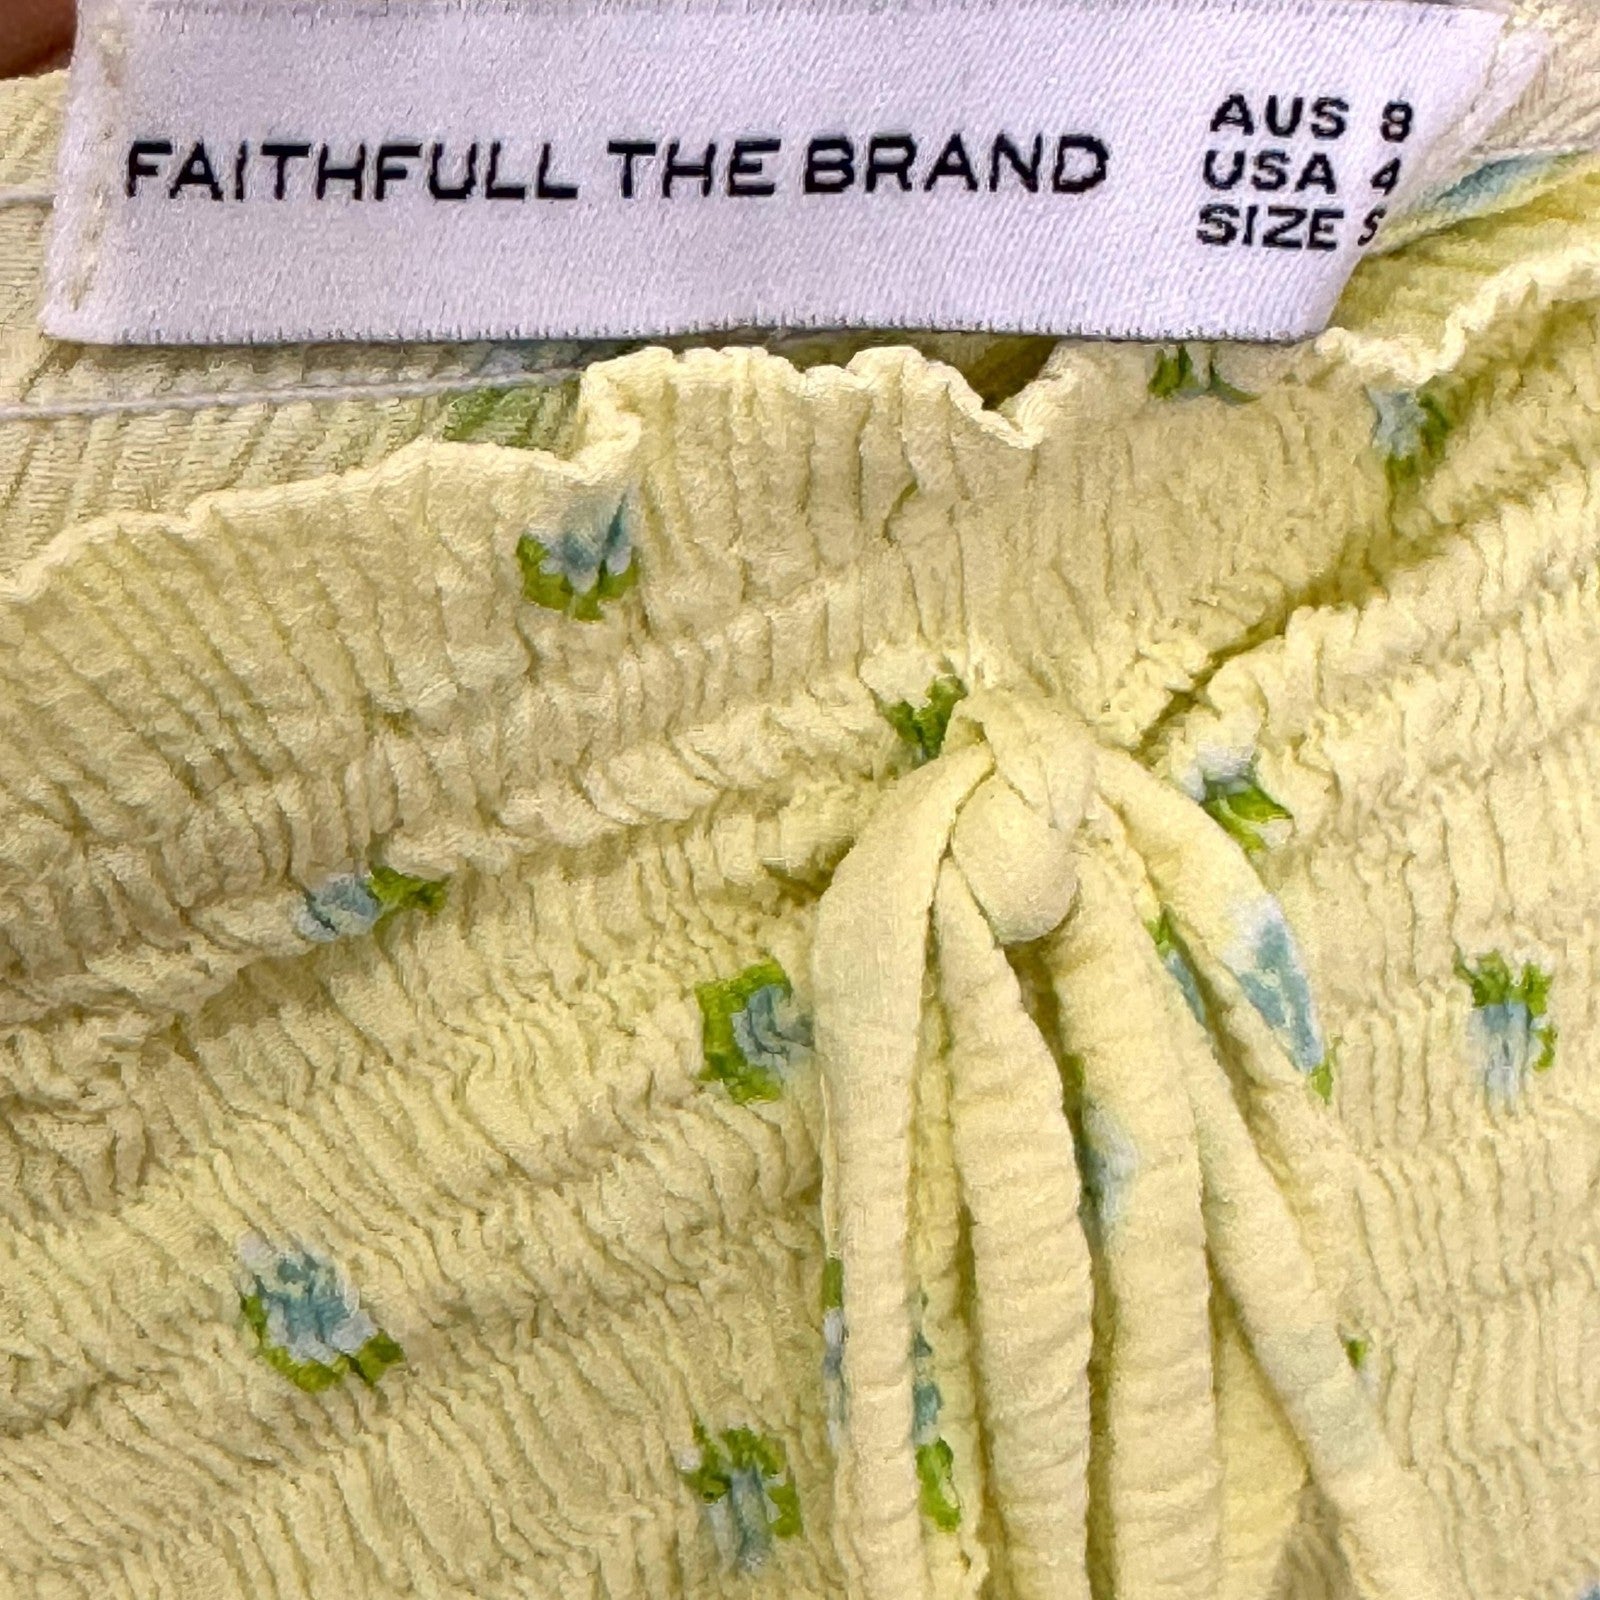 FAITHFULL THE BRAND
AUS 8
USA 4
SIZE S